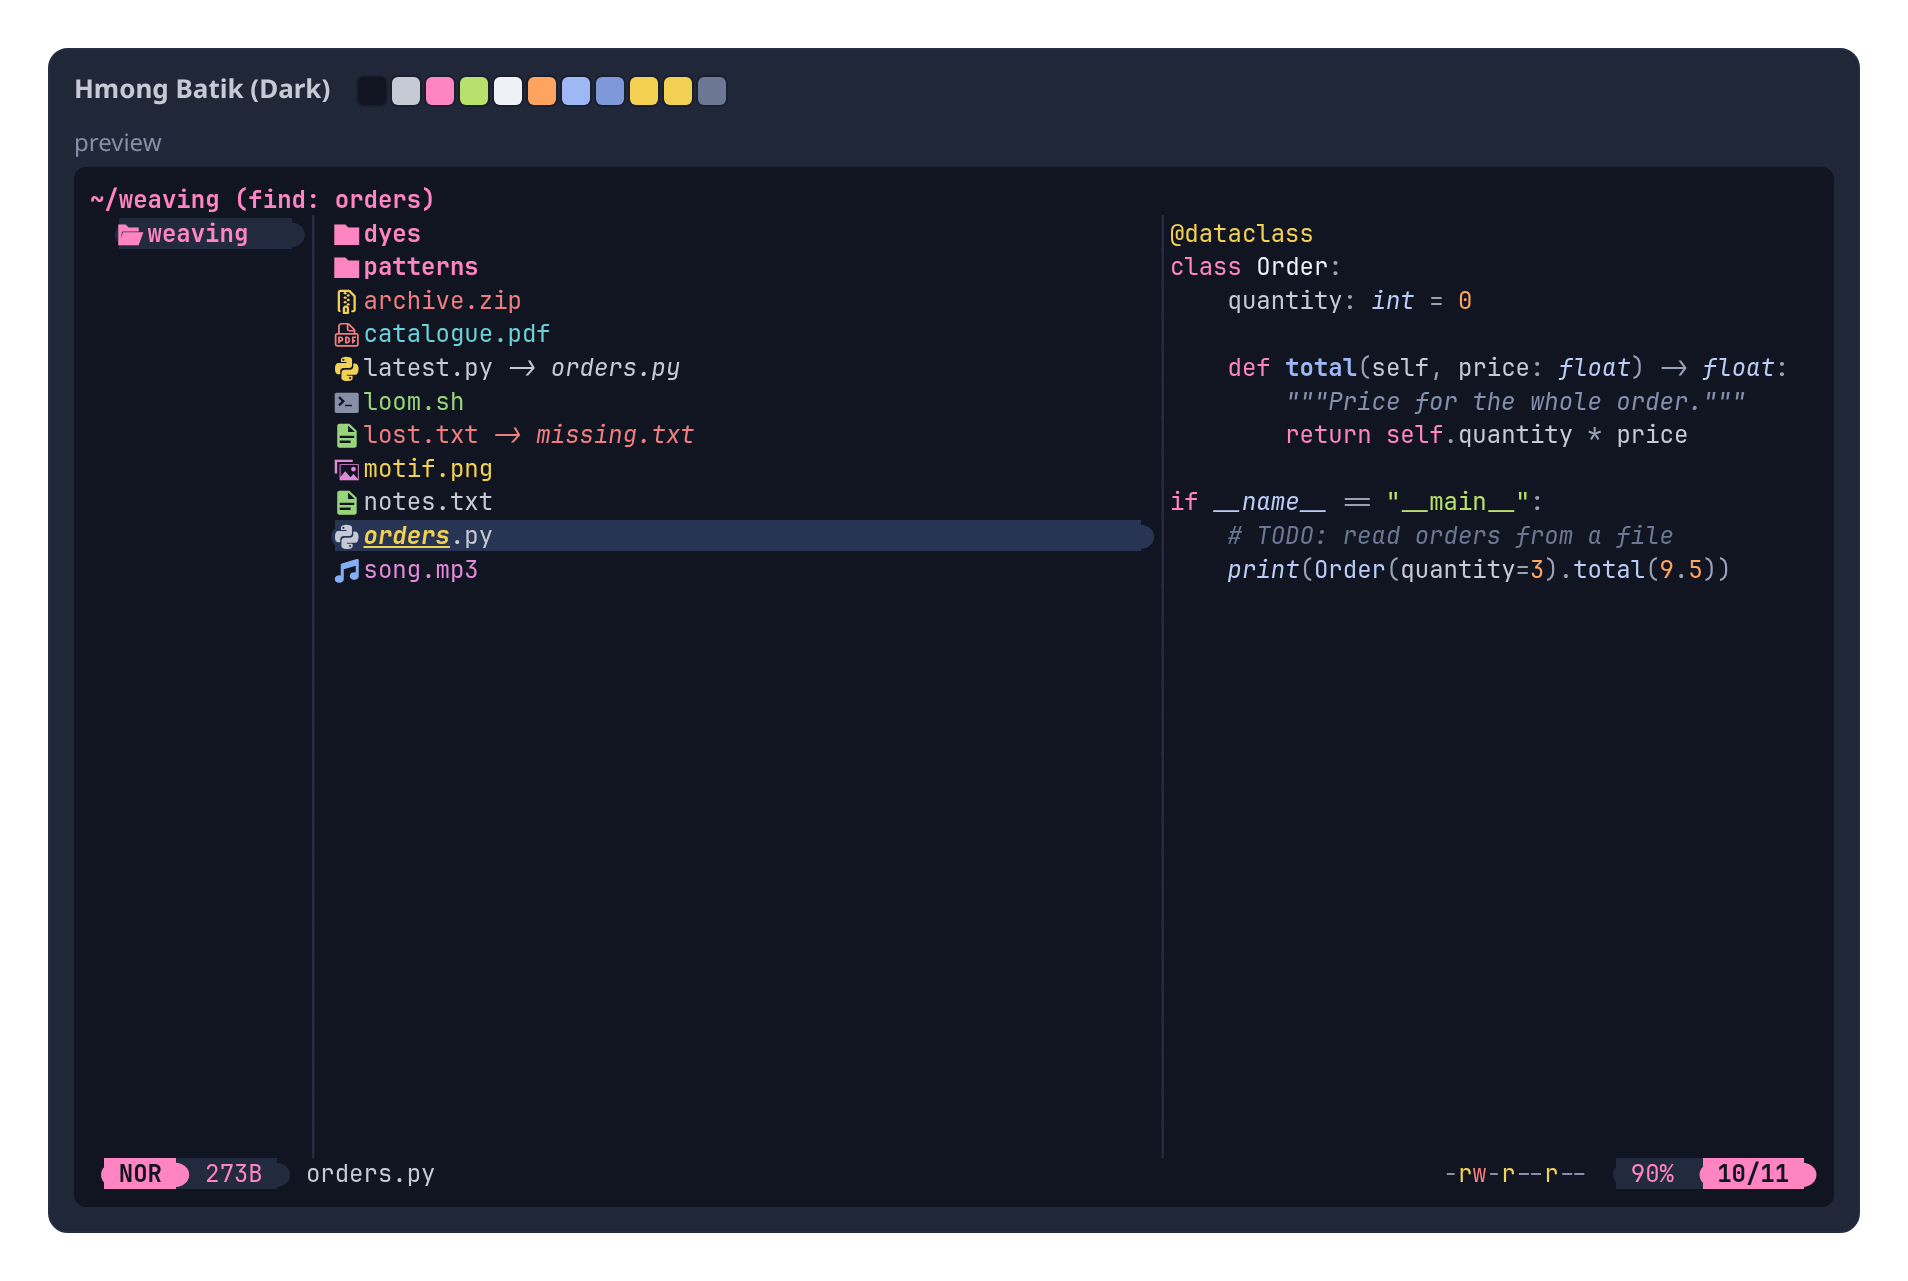 Hmong Batik (Dark)
preview
~/weaving (find: orders)
weaving
dyes
patterns
archive.zip
catalogue.pdf
latest.py -> orders.py
loom.sh
lost.txt -> missing.txt
motif.png
notes.txt
orders.py
song.mp3
@dataclass
class Order:
    quantity: int = 0
    def total(self, price: float) -> float:
        """Price for the whole order."""
        return self.quantity * price
if __name__ == "__main__":
    # TODO: read orders from a file
    print(Order(quantity=3).total(9.5))
NOR 273B orders.py -rw-r--r-- 90% 10/11